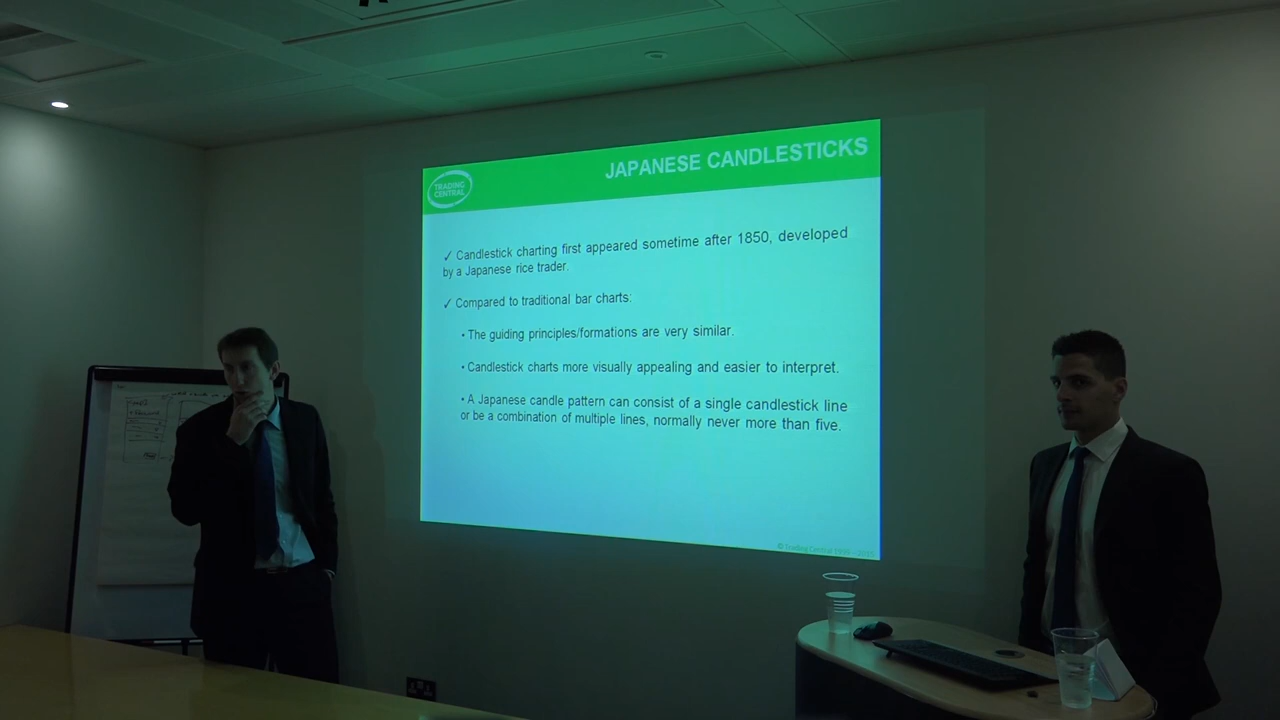 JAPANESE CANDLESTICKS
TRADING
CENTRAL
✓ Candlestick charting first appeared sometime after 1850, developed
by a Japanese rice trader.
✓ Compared to traditional bar charts:
• The guiding principles/formations are very similar.
• Candlestick charts more visually appealing and easier to interpret.
• A Japanese candle pattern can consist of a single candlestick line
or be a combination of multiple lines, normally never more than five.
© Trading Central 1999 -